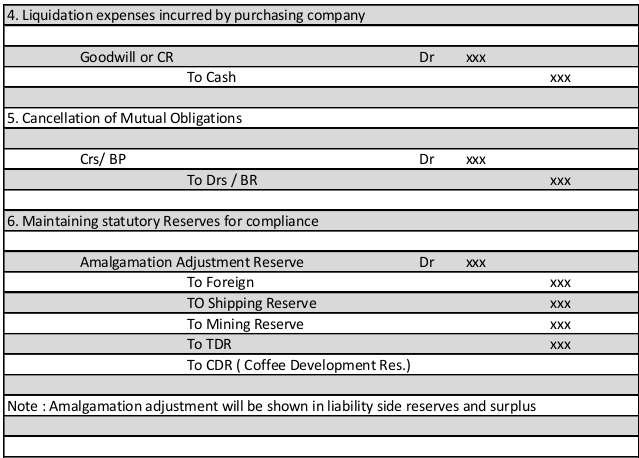 4. Liquidation expenses incurred by purchasing company
Goodwill or CR Dr xxx
To Cash xxx
5. Cancellation of Mutual Obligations
Crs/ BP Dr xxx
To Drs / BR xxx
6. Maintaining statutory Reserves for compliance
Amalgamation Adjustment Reserve Dr xxx
To Foreign xxx
TO Shipping Reserve xxx
To Mining Reserve xxx
To TDR xxx
To CDR ( Coffee Development Res.)
Note : Amalgamation adjustment will be shown in liability side reserves and surplus